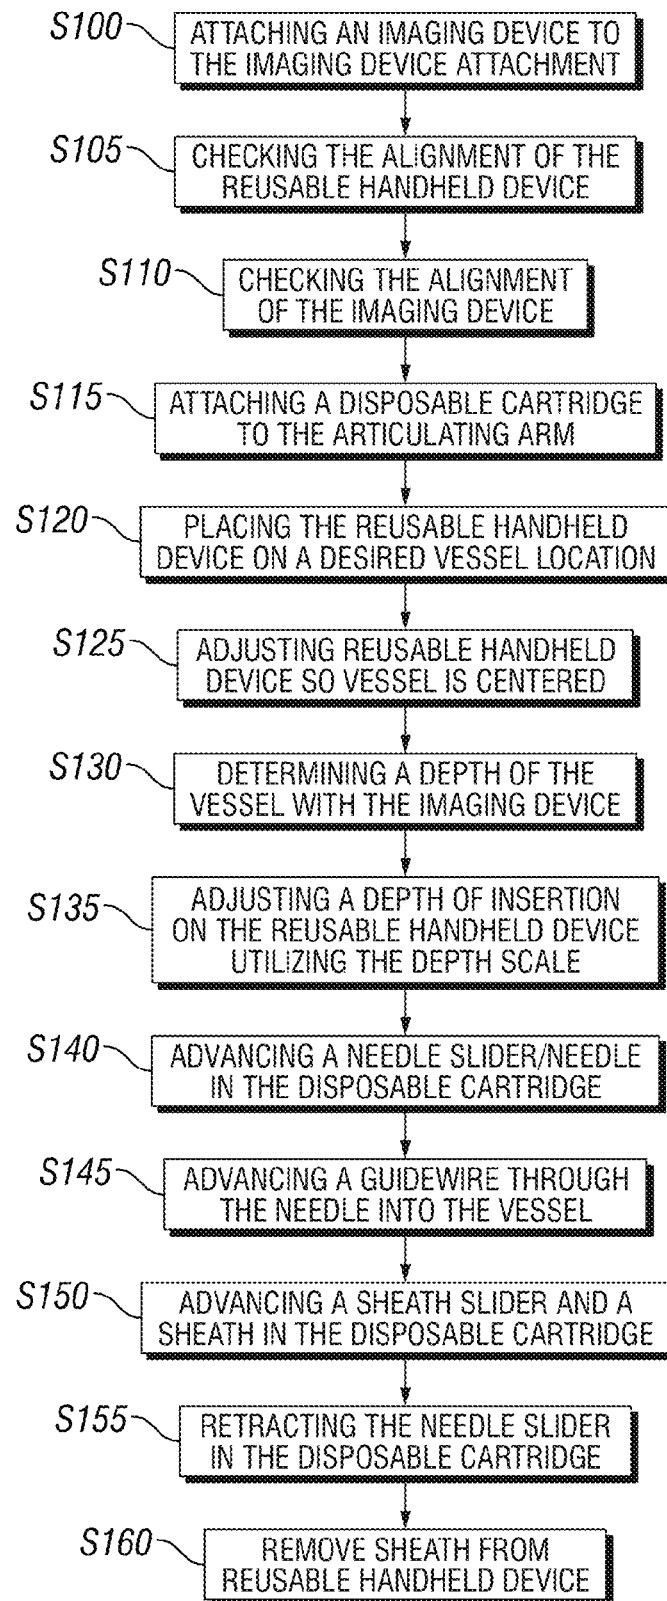 S100
ATTACHING AN IMAGING DEVICE TO
THE IMAGING DEVICE ATTACHMENT
S105
CHECKING THE ALIGNMENT OF THE
REUSABLE HANDHELD DEVICE
S110
CHECKING THE ALIGNMENT
OF THE IMAGING DEVICE
S115
ATTACHING A DISPOSABLE CARTRIDGE
TO THE ARTICULATING ARM
S120
PLACING THE REUSABLE HANDHELD
DEVICE ON A DESIRED VESSEL LOCATION
S125
ADJUSTING REUSABLE HANDHELD
DEVICE SO VESSEL IS CENTERED
S130
DETERMINING A DEPTH OF THE
VESSEL WITH THE IMAGING DEVICE
S135
ADJUSTING A DEPTH OF INSERTION
ON THE REUSABLE HANDHELD DEVICE
UTILIZING THE DEPTH SCALE
S140
ADVANCING A NEEDLE SLIDER/NEEDLE
IN THE DISPOSABLE CARTRIDGE
S145
ADVANCING A GUIDEWIRE THROUGH
THE NEEDLE INTO THE VESSEL
S150
ADVANCING A SHEATH SLIDER AND A
SHEATH IN THE DISPOSABLE CARTRIDGE
S155
RETRACTING THE NEEDLE SLIDER
IN THE DISPOSABLE CARTRIDGE
S160
REMOVE SHEATH FROM
REUSABLE HANDHELD DEVICE